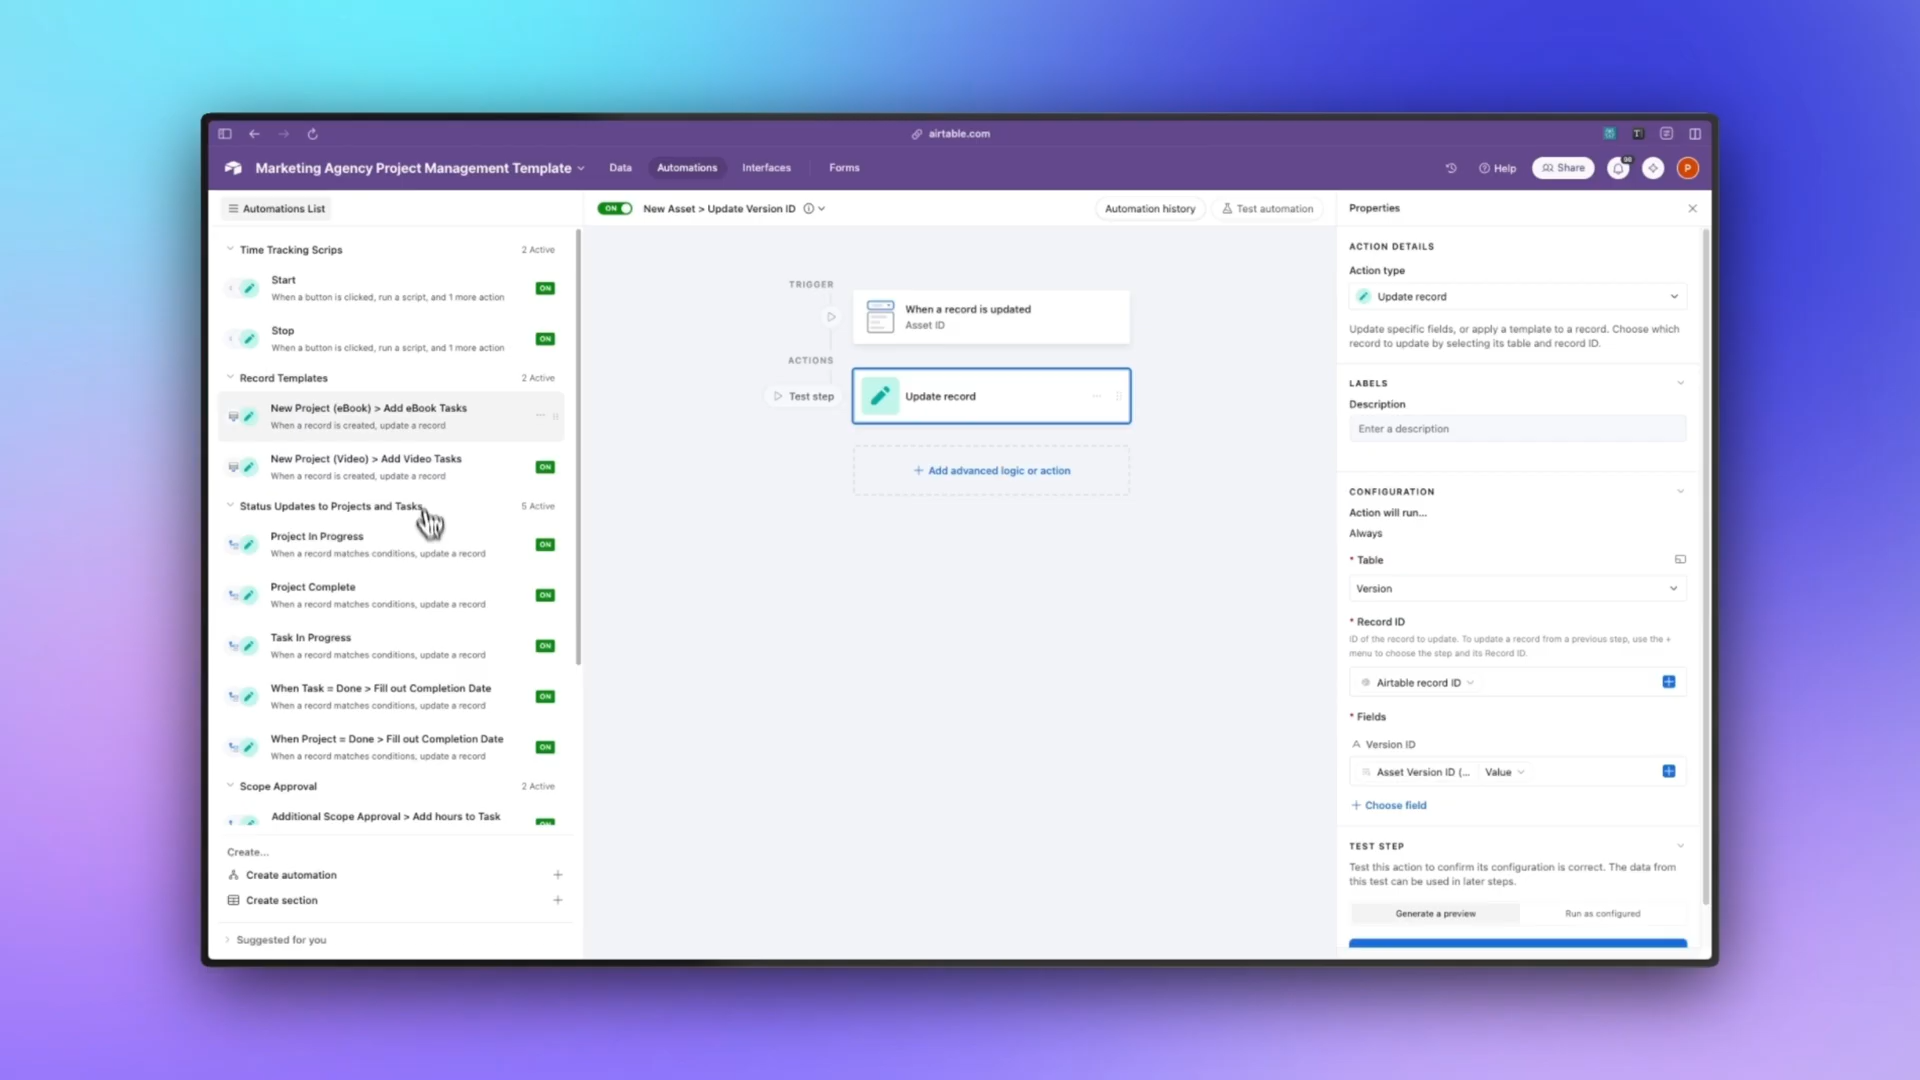 airtable.com
Marketing Agency Project Management Template
Data
Automations
Interfaces
Forms
Help
Share
P
Automations List
Time Tracking Scrips
2 Active
Start
When a button is clicked, run a script, and 1 more action
ON
Stop
When a button is clicked, run a script, and 1 more action
ON
Record Templates
2 Active
New Project (eBook) > Add eBook Tasks
When a record is created, update a record
New Project (Video) > Add Video Tasks
When a record is created, update a record
ON
Status Updates to Projects and Tasks
5 Active
Project In Progress
When a record matches conditions, update a record
ON
Project Complete
When a record matches conditions, update a record
ON
Task In Progress
When a record matches conditions, update a record
ON
When Task = Done > Fill out Completion Date
When a record matches conditions, update a record
ON
When Project = Done > Fill out Completion Date
When a record matches conditions, update a record
ON
Scope Approval
2 Active
Additional Scope Approval > Add hours to Task
Create...
Create automation
Create section
Suggested for you
ON
New Asset > Update Version ID
Automation history
Test automation
TRIGGER
When a record is updated
Asset ID
ACTIONS
Test step
Update record
+ Add advanced logic or action
Properties
ACTION DETAILS
Action type
Update record
Update specific fields, or apply a template to a record. Choose which
record to update by selecting its table and record ID.
LABELS
Description
Enter a description
CONFIGURATION
Action will run...
Always
* Table
Version
* Record ID
ID of the record to update. To update a record from a previous step, use the +
menu to choose the step and its Record ID.
Airtable record ID
* Fields
A Version ID
Asset Version ID (...
Value
+ Choose field
TEST STEP
Test this action to confirm its configuration is correct. The data from
this test can be used in later steps.
Generate a preview
Run as configured